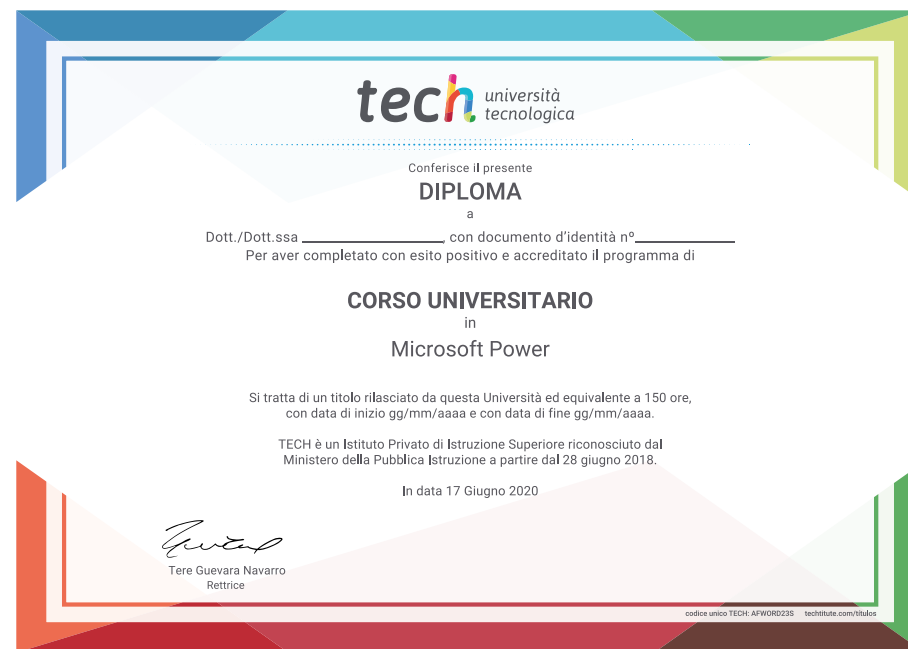 tech università
tecnologica
Conferisce il presente
DIPLOMA
a
Dott./Dott.ssa ____________________, con documento d'identità nº______________
Per aver completato con esito positivo e accreditato il programma di
CORSO UNIVERSITARIO
in
Microsoft Power
Si tratta di un titolo rilasciato da questa Università ed equivalente a 150 ore,
con data di inizio gg/mm/aaaa e con data di fine gg/mm/aaaa.
TECH è un Istituto Privato di Istruzione Superiore riconosciuto dal
Ministero della Pubblica Istruzione a partire dal 28 giugno 2018.
In data 17 Giugno 2020
Tere Guevara Navarro
Rettrice
codice unico TECH: AFWORD23S techtitute.com/titulos